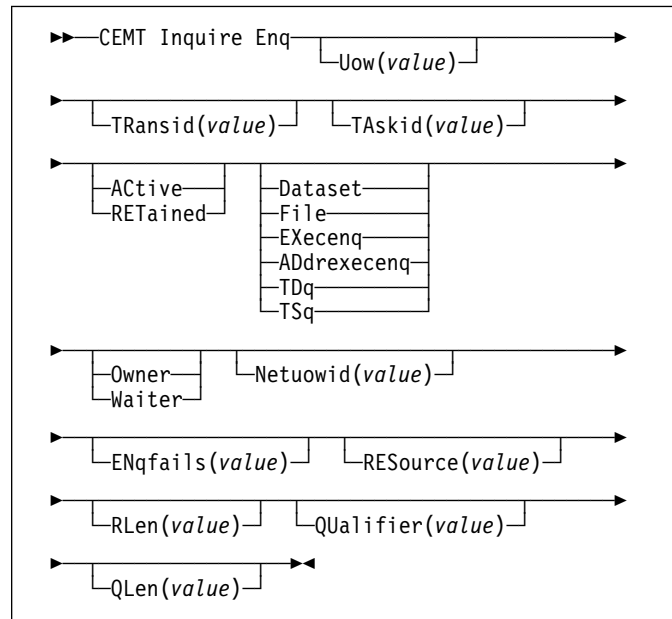 CEMT Inquire Enq
Uow(value)
TRansid(value) TAskid(value)
ACtive Dataset
RETained File
EXecenq
ADdrexecenq
TDq
TSq
Owner Netuowid(value)
Waiter
ENqfails(value) RESource(value)
RLen(value) QUalifier(value)
QLen(value)